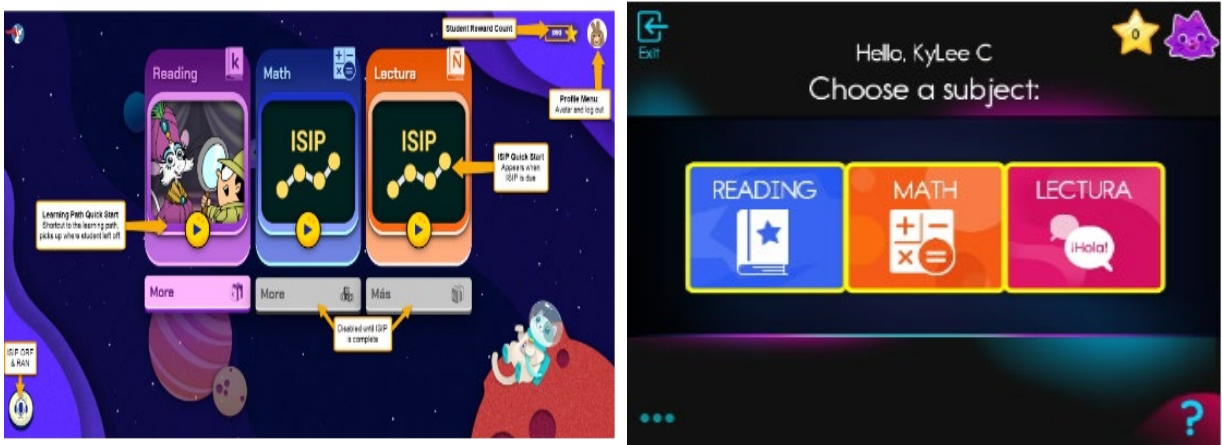 Student Reward Count
Reading
k
Math
Lectura
Ñ
Profile Menu
Avatar and log out
ISIP
ISIP
ISIP Quick Start
Appears when
ISIP is due
Learning Path Quick Start
Shortcut to the learning path,
picks up where student left off.
More
More
Más
Disabled until ISIP
is complete
ISIP ORF
& RAN
Exit
Hello, KyLee C
0
Choose a subject:
READING
MATH
LECTURA
¡Hola!
?